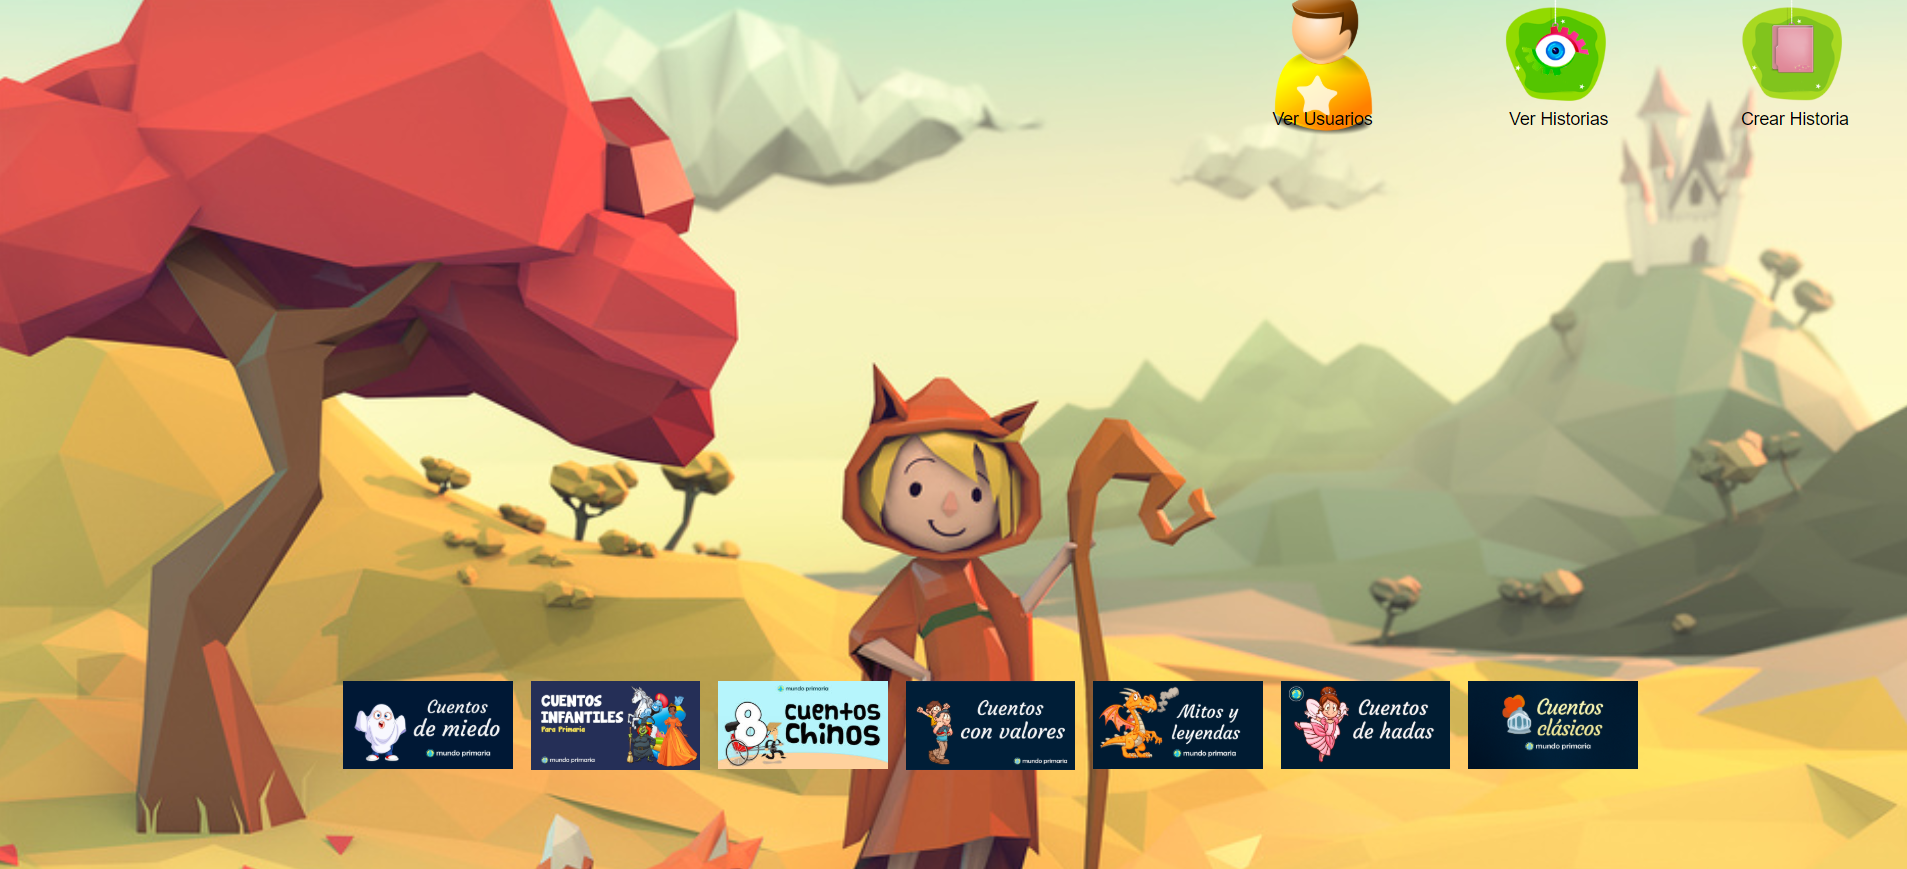 Ver Usuarios
Ver Historias
Crear Historia
Cuentos
de miedo
mundo primaria
CUENTOS
INFANTILES
Para Primaria
mundo primaria
mundo primaria
8
cuentos
chinos
Cuentos
con valores
mundo primaria
Mitos y
leyendas
mundo primaria
Cuentos
de hadas
Cuentos
clásicos
mundo primaria